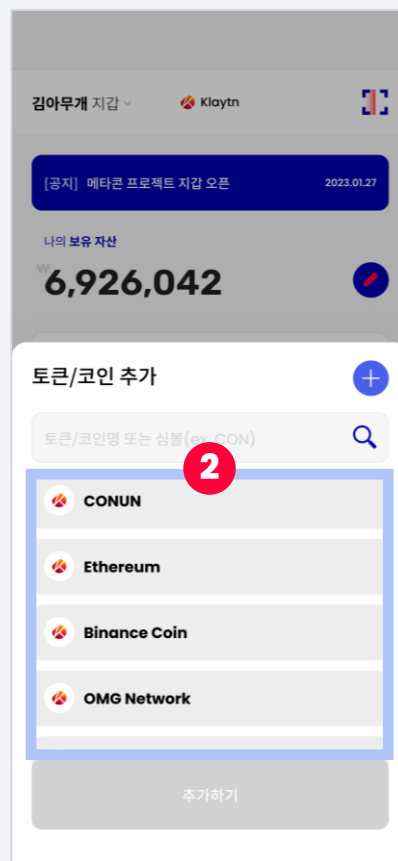 김아무개 지갑
Klaytn
[공지] 메타콘 프로젝트 지갑 오픈 2023.01.27
나의 보유 자산
₩6,926,042
토큰/코인 추가
토큰/코인명 또는 심볼(ex. CON)
2
CONUN
Ethereum
Binance Coin
OMG Network
추가하기